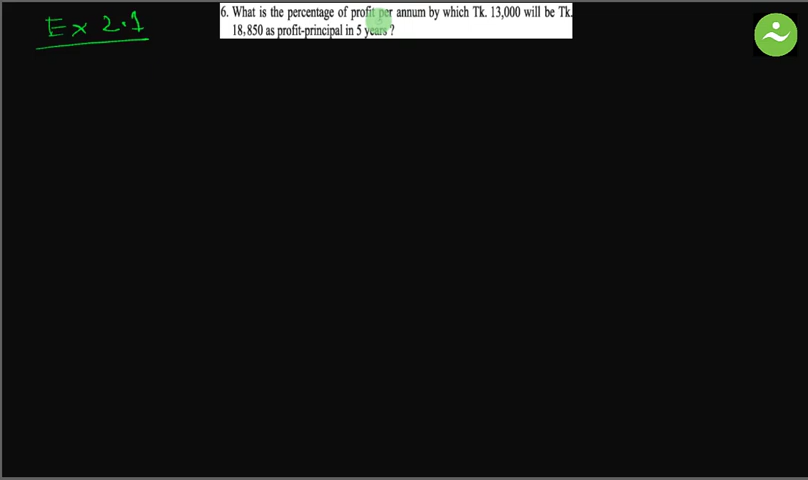 Ex 2.1
6. What is the percentage of profit per annum by which Tk. 13,000 will be Tk.
18,850 as profit-principal in 5 years?